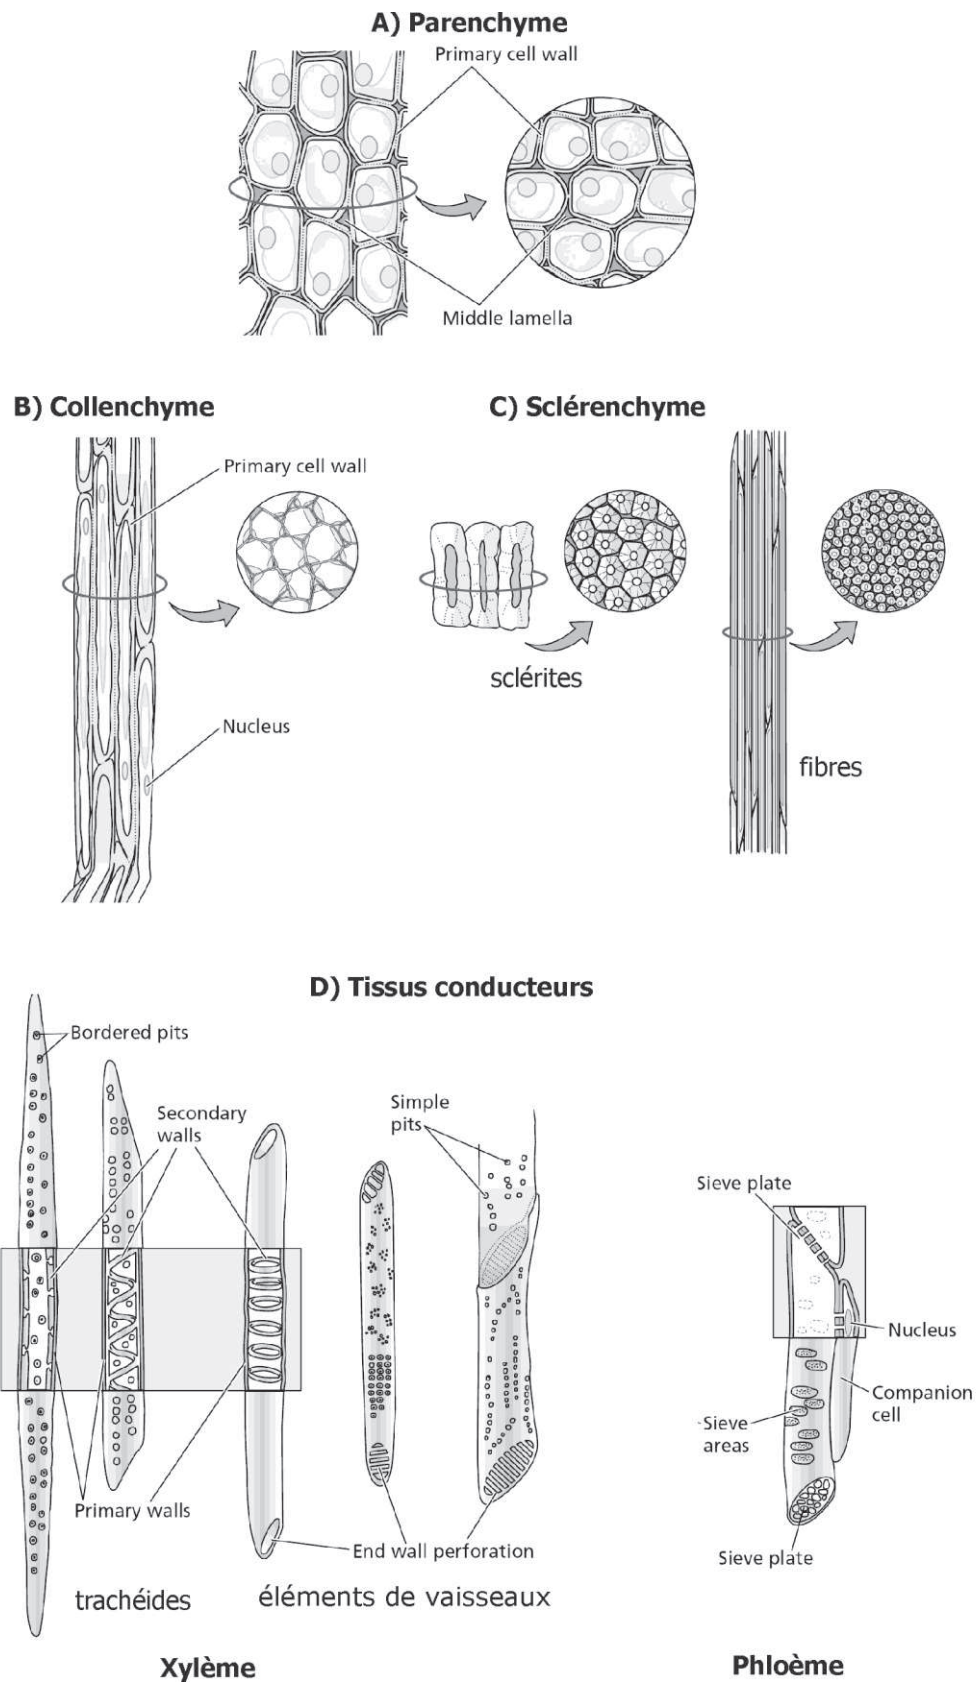 A) Parenchyme
Primary cell wall
Middle lamella
B) Collenchyme
C) Sclérenchyme
Primary cell wall
sclérites
Nucleus
fibres
D) Tissus conducteurs
Bordered pits
Simple
pits
Secondary
walls
Sieve plate
Nucleus
Companion
cell
Sieve
areas
Primary walls
End wall perforation
Sieve plate
trachéides
éléments de vaisseaux
Xylème
Phloème